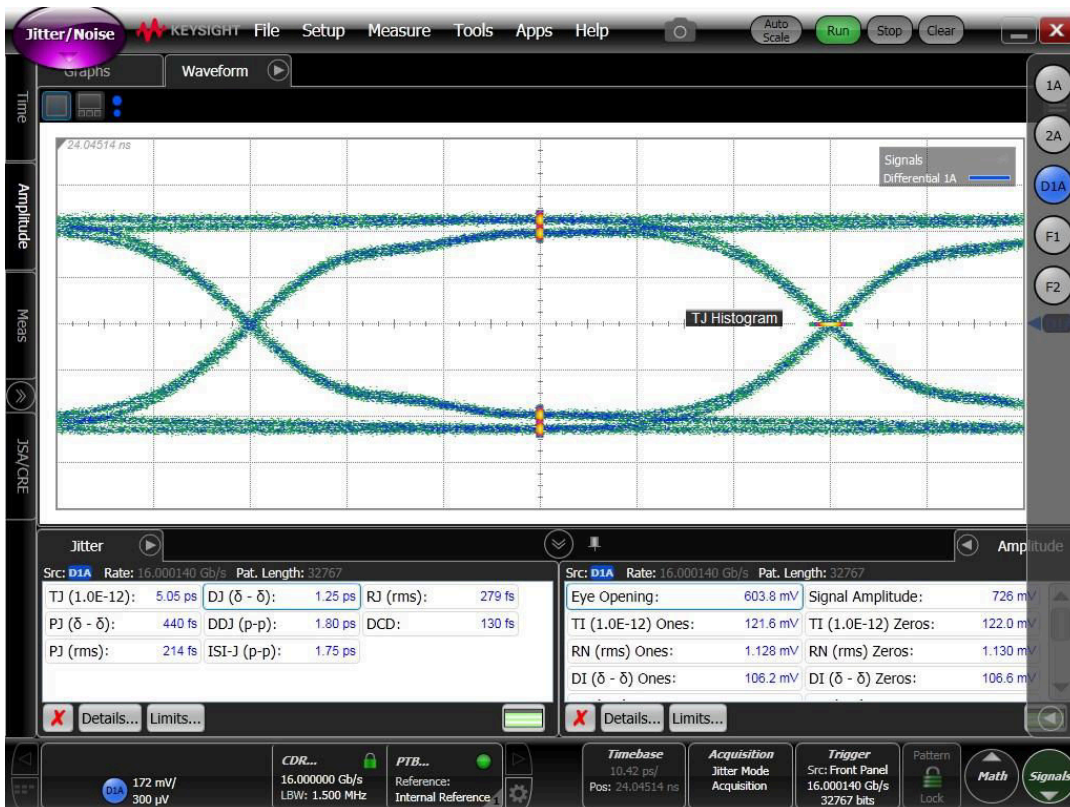 Jitter/Noise KEYSIGHT File Setup Measure Tools Apps Help Auto Scale Run Stop Clear X
Graphs Waveform
Time
Amplitude
Meas
JSA/CRE
24.04514 ns
Signals
Differential 1A
TJ Histogram
1A
2A
D1A
F1
F2
Jitter
Src: D1A Rate: 16.000140 Gb/s Pat. Length: 32767
TJ (1.0E-12): 5.05 ps DJ (δ - δ): 1.25 ps RJ (rms): 279 fs
PJ (δ - δ): 440 fs DDJ (p-p): 1.80 ps DCD: 130 fs
PJ (rms): 214 fs ISI-J (p-p): 1.75 ps
Details... Limits...
Amplitude
Src: D1A Rate: 16.000140 Gb/s Pat. Length: 32767
Eye Opening: 603.8 mV Signal Amplitude: 726 mV
TI (1.0E-12) Ones: 121.6 mV TI (1.0E-12) Zeros: 122.0 mV
RN (rms) Ones: 1.128 mV RN (rms) Zeros: 1.130 mV
DI (δ - δ) Ones: 106.2 mV DI (δ - δ) Zeros: 106.6 mV
Details... Limits...
D1A
172 mV/
300 µV
CDR...
16.000000 Gb/s
LBW: 1.500 MHz
PTB...
Reference:
Internal Reference
1
Timebase
10.42 ps/
Pos: 24.04514 ns
Acquisition
Jitter Mode
Acquisition
Trigger
Src: Front Panel
16.000140 Gb/s
32767 bits
Pattern
Lock
Math
Signals